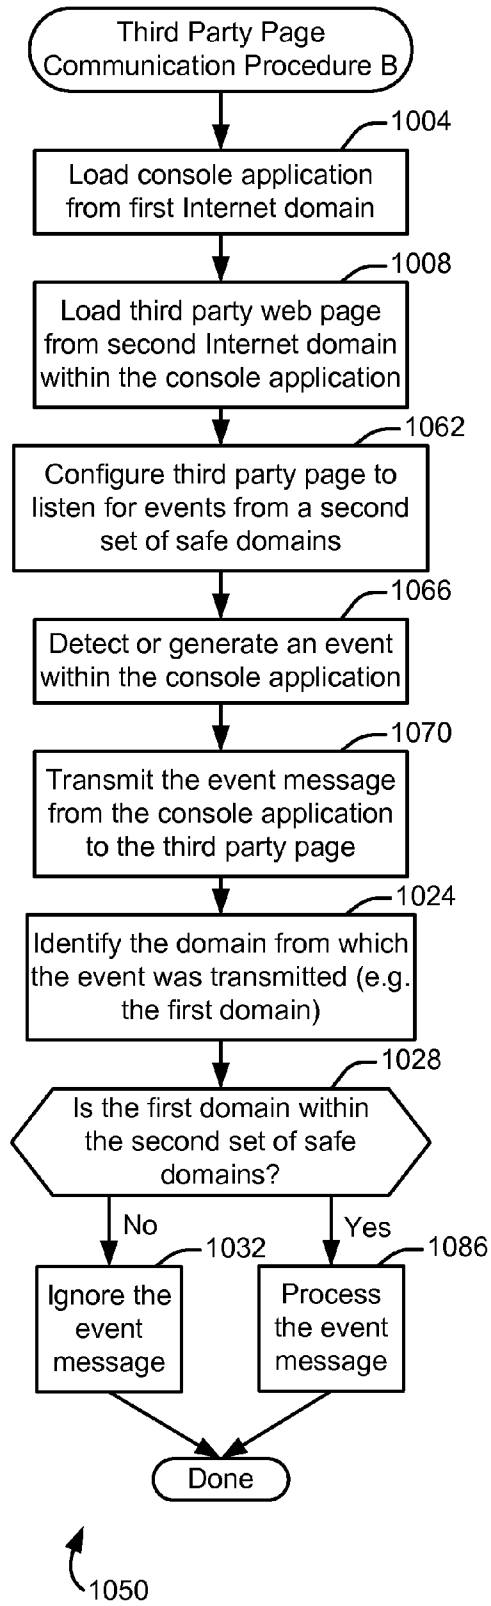 Third Party Page
Communication Procedure B
1004
Load console application
from first Internet domain
1008
Load third party web page
from second Internet domain
within the console application
1062
Configure third party page to
listen for events from a second
set of safe domains
1066
Detect or generate an event
within the console application
1070
Transmit the event message
from the console application
to the third party page
1024
Identify the domain from which
the event was transmitted (e.g.
the first domain)
1028
Is the first domain within
the second set of safe
domains?
No
Yes
1032
1086
Ignore the
event
message
Process
the event
message
Done
1050